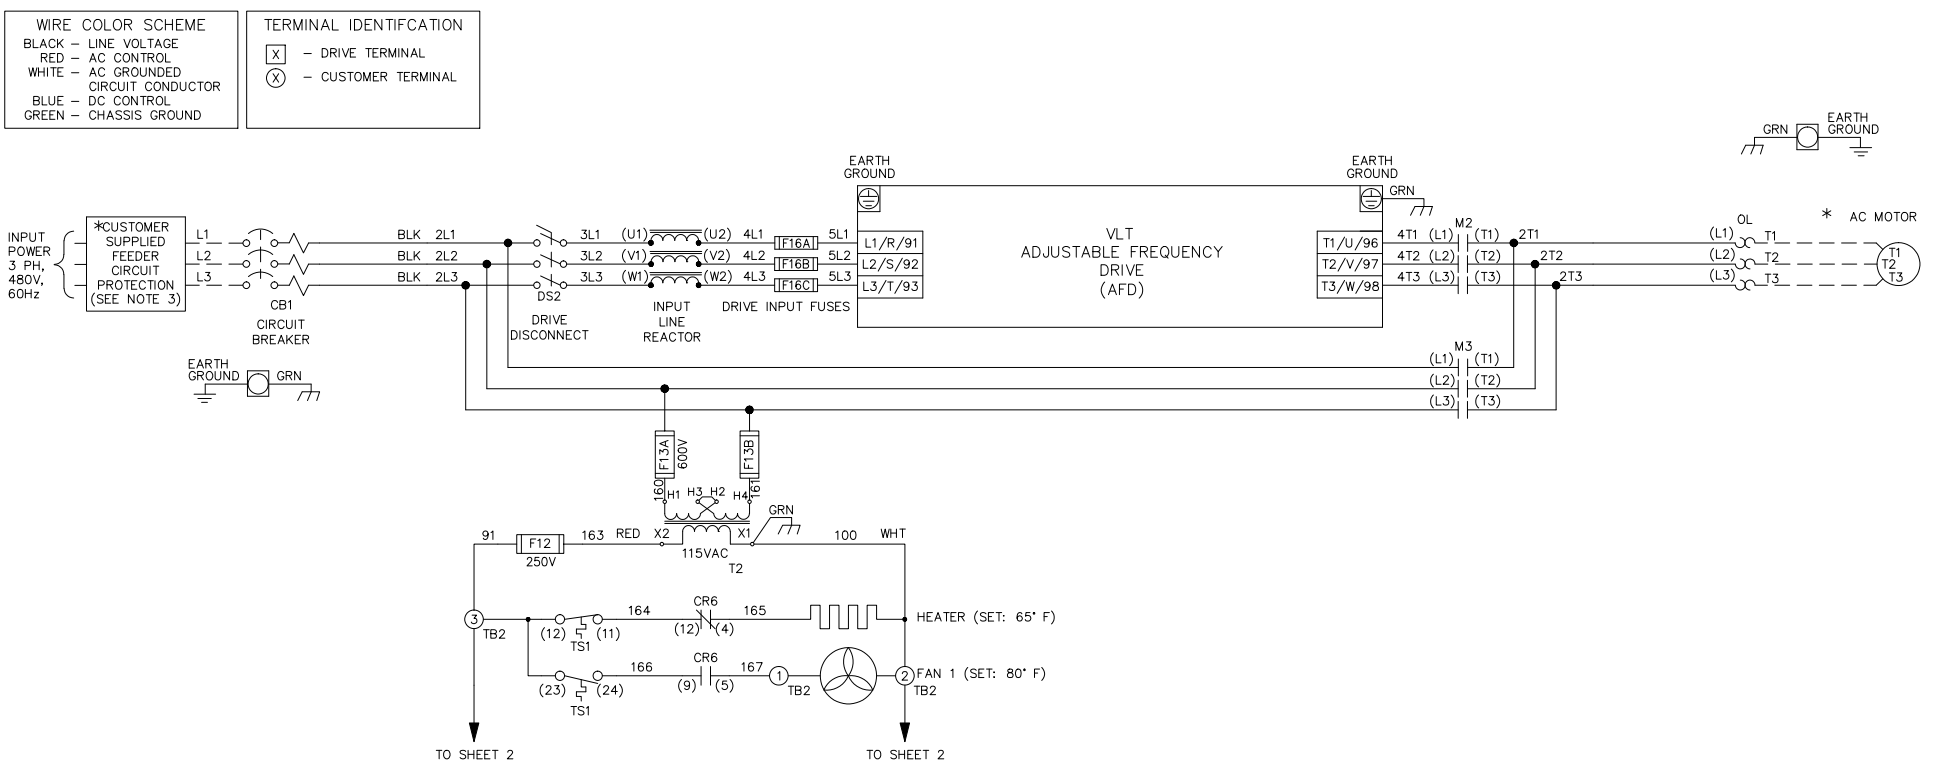 WIRE COLOR SCHEME
BLACK – LINE VOLTAGE
RED – AC CONTROL
WHITE – AC GROUNDED
CIRCUIT CONDUCTOR
BLUE – DC CONTROL
GREEN – CHASSIS GROUND
TERMINAL IDENTIFCATION
X – DRIVE TERMINAL
X – CUSTOMER TERMINAL
GRN
EARTH
GROUND
INPUT
POWER
3 PH,
480V,
60Hz
*CUSTOMER
SUPPLIED
FEEDER
CIRCUIT
PROTECTION
(SEE NOTE 3)
L1
L2
L3
CB1
CIRCUIT
BREAKER
BLK 2L1
BLK 2L2
BLK 2L3
DS2
DRIVE
DISCONNECT
3L1 (U1) (U2) 4L1 F16A 5L1
3L2 (V1) (V2) 4L2 F16B 5L2
3L3 (W1) (W2) 4L3 F16C 5L3
INPUT
LINE
REACTOR
DRIVE INPUT FUSES
EARTH
GROUND
L1/R/91
L2/S/92
L3/T/93
VLT
ADJUSTABLE FREQUENCY
DRIVE
(AFD)
EARTH
GROUND
GRN
T1/U/96
T2/V/97
T3/W/98
M2
4T1 (L1) (T1) 2T1
4T2 (L2) (T2) 2T2
4T3 (L3) (T3) 2T3
OL
(L1) T1
(L2) T2
(L3) T3
* AC MOTOR
T1
T2
T3
M3
(L1) (T1)
(L2) (T2)
(L3) (T3)
EARTH
GROUND
GRN
F13A
600V
F13B
160
161
H1 H3 H2 H4
GRN
91 F12 163 RED X2 X1 100 WHT
250V
115VAC
T2
3
TB2
(12) (11)
TS1
164
CR6
(12) (4)
165
HEATER (SET: 65° F)
(23) (24)
TS1
166
CR6
(9) (5)
167
1
TB2
2
TB2
FAN 1 (SET: 80° F)
TO SHEET 2
TO SHEET 2